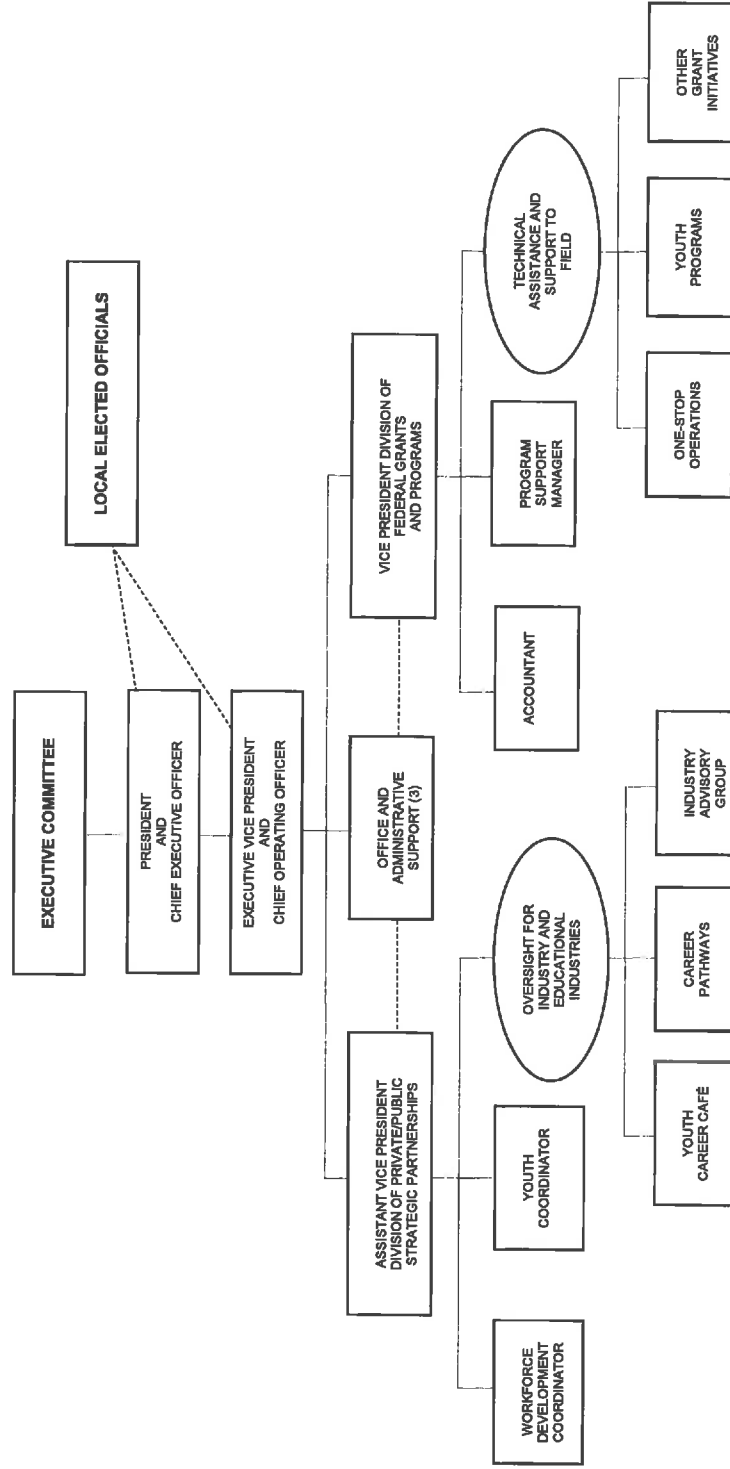 EXECUTIVE COMMITTEE
LOCAL ELECTED OFFICIALS
PRESIDENT
AND
CHIEF EXECUTIVE OFFICER
EXECUTIVE VICE PRESIDENT
AND
CHIEF OPERATING OFFICER
ASSISTANT VICE PRESIDENT
DIVISION OF PRIVATE/PUBLIC
STRATEGIC PARTNERSHIPS
OFFICE AND
ADMINISTRATIVE
SUPPORT (3)
VICE PRESIDENT DIVISION OF
FEDERAL GRANTS
AND PROGRAMS
WORKFORCE
DEVELOPMENT
COORDINATOR
YOUTH
COORDINATOR
OVERSIGHT FOR
INDUSTRY AND
EDUCATIONAL
INDUSTRIES
ACCOUNTANT
PROGRAM
SUPPORT
MANAGER
TECHNICAL
ASSISTANCE AND
SUPPORT TO
FIELD
YOUTH
CAREER CAFÉ
CAREER
PATHWAYS
INDUSTRY
ADVISORY
GROUP
ONE-STOP
OPERATIONS
YOUTH
PROGRAMS
OTHER
GRANT
INITIATIVES